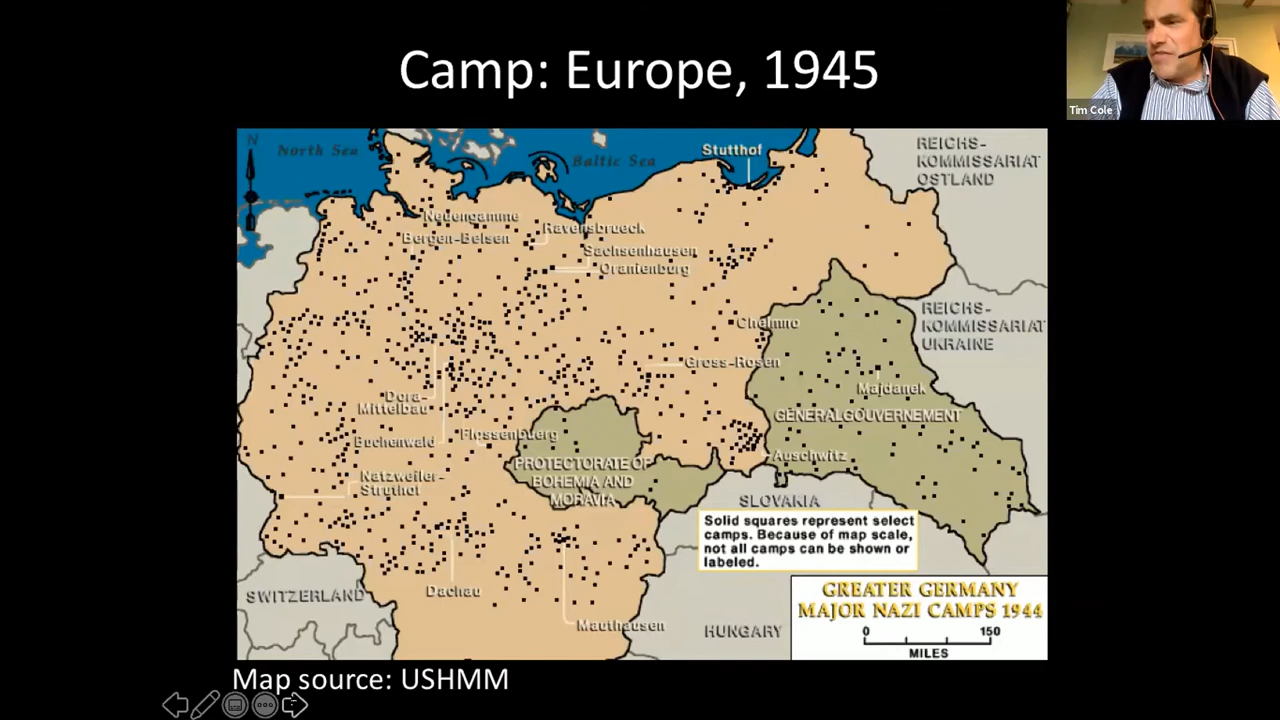 Camp: Europe, 1945
Tim Cole
N
North Sea
Baltic Sea
Stutthof
REICHS-
KOMMISSARIAT
OSTLAND
Neuengamme
Bergen-Belsen
Ravensbrueck
Sachsenhausen
Oranienburg
Chelmno
REICHS-
KOMMISSARIAT
UKRAINE
Gross-Rosen
Majdanek
Dora-
Mittelbau
GENERALGOUVERNEMENT
Buchenwald
Flossenbuerg
Auschwitz
PROTECTORATE OF
BOHEMIA AND
MORAVIA
Natzweiler-
Struthof
SLOVAKIA
Solid squares represent select
camps. Because of map scale,
not all camps can be shown or
labeled.
SWITZERLAND
Dachau
Mauthausen
HUNGARY
GREATER GERMANY
MAJOR NAZI CAMPS 1944
0 150
MILES
Map source: USHMM